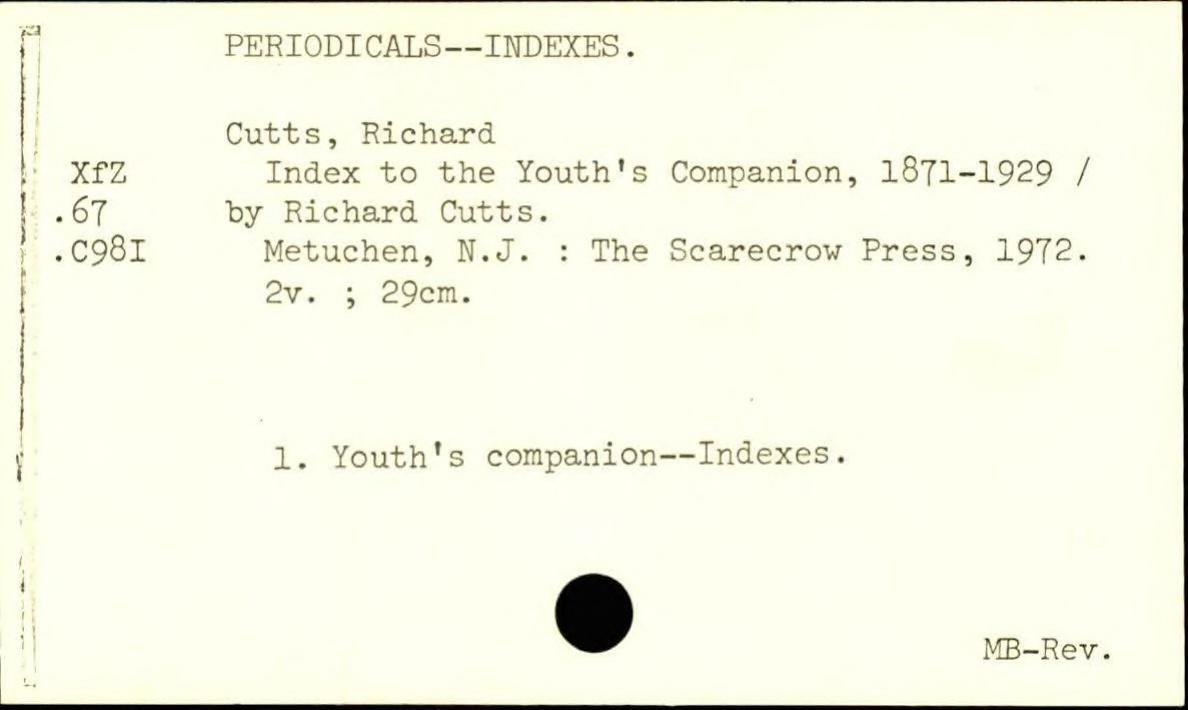 PERIODICALS--INDEXES.
Cutts, Richard
XfZ Index to the Youth's Companion, 1871-1929 /
.67 by Richard Cutts.
.C98I Metuchen, N.J. : The Scarecrow Press, 1972.
2v. ; 29cm.
1. Youth's companion--Indexes.
MB-Rev.